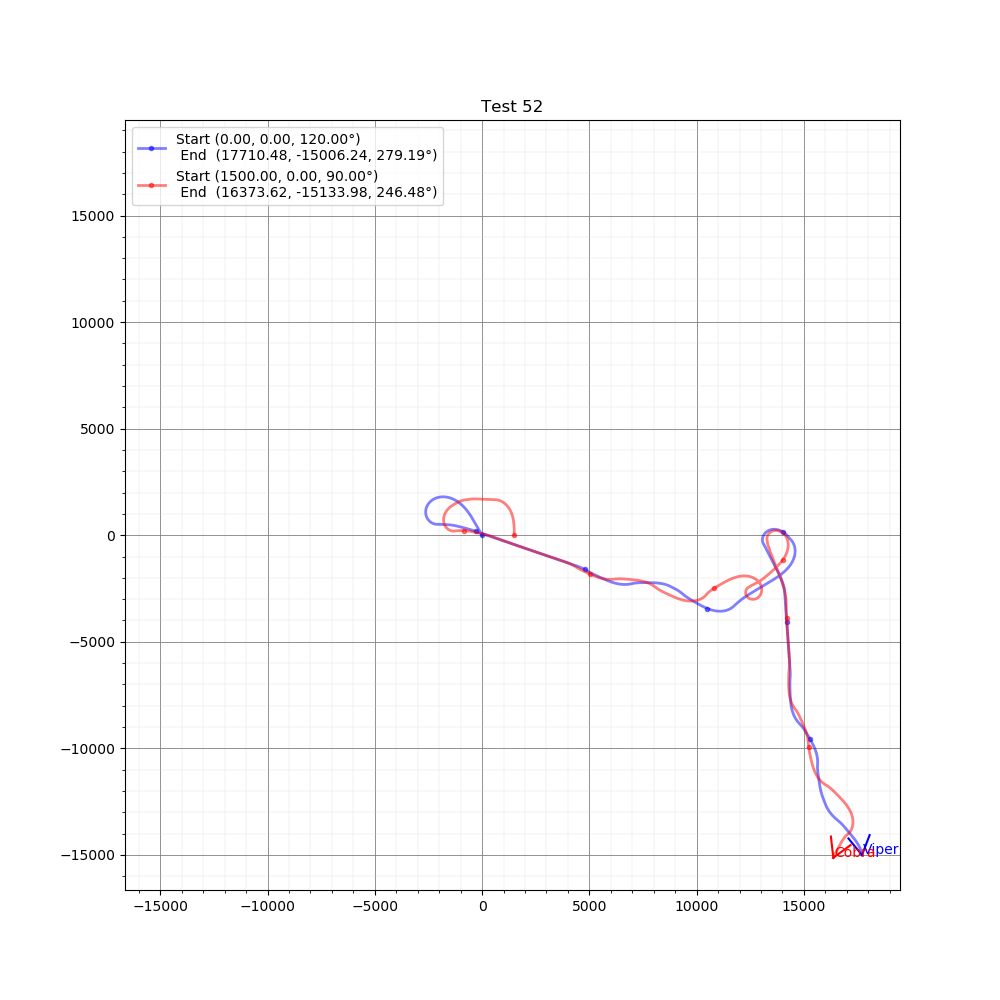 Test 52
Start (0.00, 0.00, 120.00°)
End (17710.48, -15006.24, 279.19°)
Start (1500.00, 0.00, 90.00°)
End (16373.62, -15133.98, 246.48°)
15000
10000
5000
0
−5000
−10000
−15000
Viper
−15000 −10000 −5000 0 5000 10000 15000